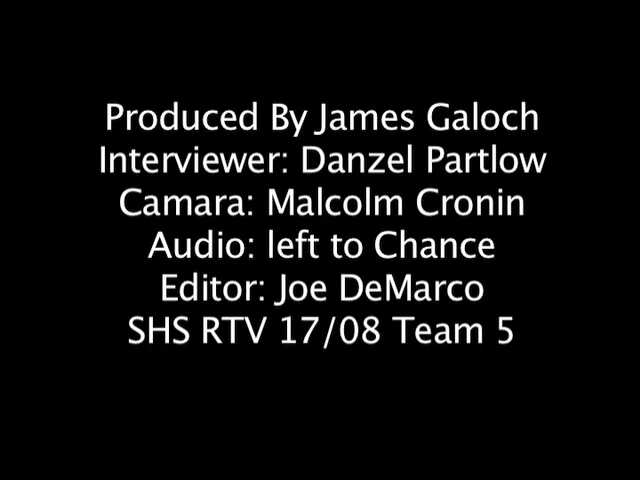 Produced By James Galoch
Interviewer: Danzel Partlow
Camara: Malcolm Cronin
Audio: left to Chance
Editor: Joe DeMarco
SHS RTV 17/08 Team 5